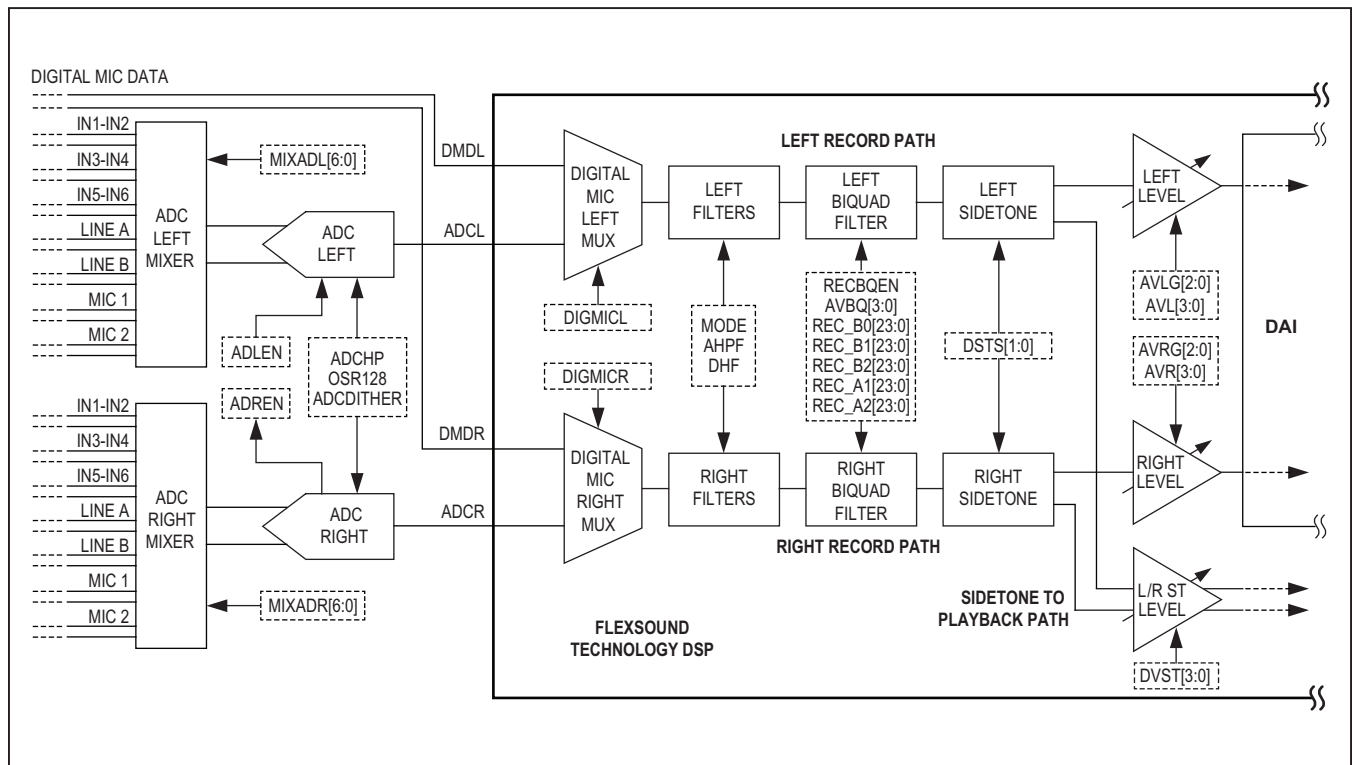 DIGITAL MIC DATA
IN1-IN2
IN3-IN4
IN5-IN6
LINE A
LINE B
MIC 1
MIC 2
ADC
LEFT
MIXER
MIXADL[6:0]
ADC
LEFT
ADLEN
ADCHP
OSR128
ADCDITHER
ADREN
IN1-IN2
IN3-IN4
IN5-IN6
LINE A
LINE B
MIC 1
MIC 2
ADC
RIGHT
MIXER
ADC
RIGHT
MIXADR[6:0]
DMDL
ADCL
DMDR
ADCR
DIGITAL
MIC
LEFT
MUX
DIGMICL
DIGMICR
DIGITAL
MIC
RIGHT
MUX
LEFT RECORD PATH
LEFT
FILTERS
LEFT
BIQUAD
FILTER
LEFT
SIDETONE
LEFT
LEVEL
MODE
AHPF
DHF
RECBQEN
AVBQ[3:0]
REC_B0[23:0]
REC_B1[23:0]
REC_B2[23:0]
REC_A1[23:0]
REC_A2[23:0]
DSTS[1:0]
AVLG[2:0]
AVL[3:0]
AVRG[2:0]
AVR[3:0]
DAI
RIGHT
FILTERS
RIGHT
BIQUAD
FILTER
RIGHT
SIDETONE
RIGHT
LEVEL
RIGHT RECORD PATH
SIDETONE TO
PLAYBACK PATH
L/R ST
LEVEL
DVST[3:0]
FLEXSOUND
TECHNOLOGY DSP